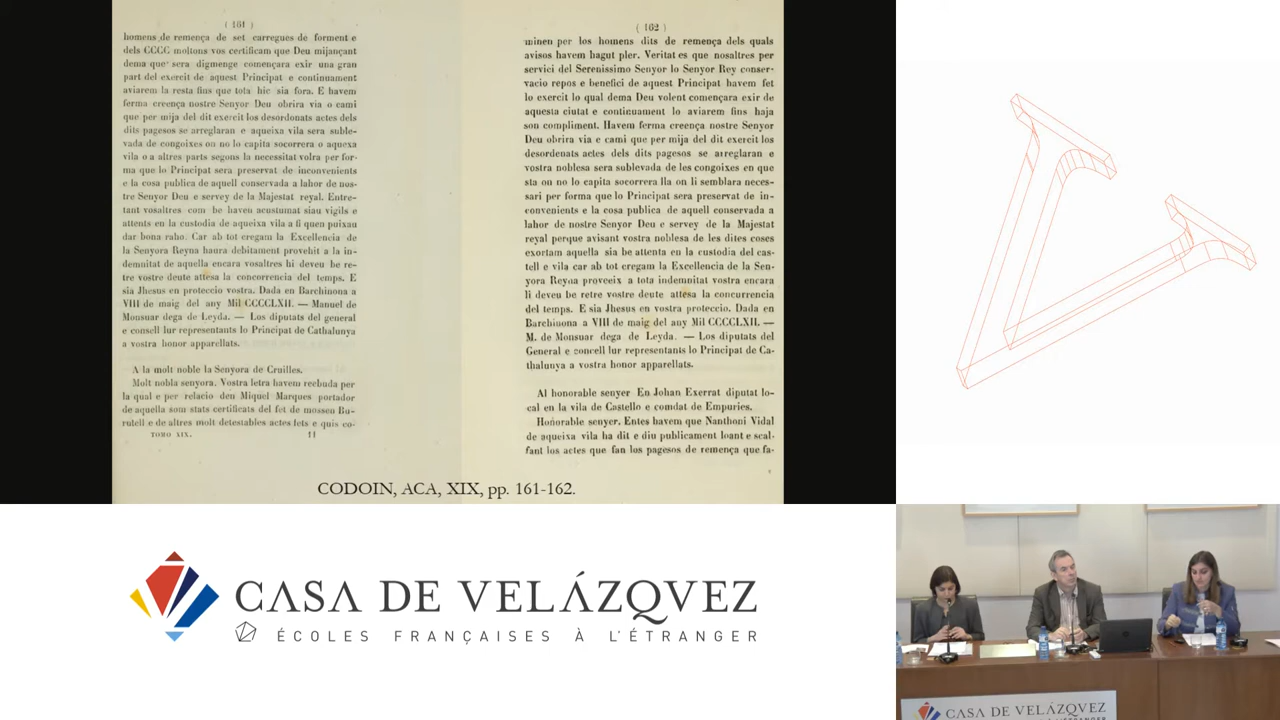 ( 161 )
homens de remença de set carregues de forment e
dels CCCC moltons vos certificam que Deu mijançant
dema que sera digmenge començara exir una gran
part del exercit de aquest Principat e continuament
aviarem la resta fins que tota hic sia fora. E havem
ferma creença nostre Senyor Deu obrira via o cami
que per mija del dit exercit los desordonats actes dels
dits pagesos se arreglaran e aqueixa vila sera suble-
vada de congoixes on no lo capita socorrera o aquexa
vila o a altres parts segons la necessitat volra per for-
ma que lo Principat sera preservat de inconvenients
e la cosa publica de aquell conservada a labor de nos-
tre Senyor Deu e servey de la Majestat reyal. Entre-
tant vosaltres com be haven acustumat siau vigils e
attents en la custodia de aqueixa vila a fi quen puixau
dar bona raho. Car ab tot cregam la Excellencia de
la Senyora Reyna haura debitament provehit a la in-
demnitat de aquella encara vosaltres hi deveu be re-
tre vostre deute attesa la concorrencia del temps. E
sia Jhesus en proteccio vostra. Dada en Barchinona a
VIII de maig del any Mil CCCCLXII. — Manuel de
Monsuar dega de Leyda. — Los diputats del general
e consell lur representants lo Principat de Cathalunya
a vostra honor apparellats.
A la molt noble la Senyora de Cruilles.
Molt nobla senyora. Vostra letra havem reebuda per
la qual e per relacio den Miquel Marques portador
de aquella som stats certificats del fet de mossen Bu-
rutell e de altres molt detestables actes fets e quis co-
TOMO XIX. 11
( 162 )
minen per los homens dits de remença dels quals
avisos havem hagut pler. Veritat es que nosaltres per
servici del Serenissimo Senyor lo Senyor Rey conser-
vacio repos e benefici de aquest Principat havem fet
lo exercit lo qual dema Deu volent començara exir de
aquesta ciutat e continuament lo aviarem fins haja
son compliment. Havem ferma creença nostre Senyor
Deu obrira via e cami que per mija del dit exercit los
desordenats actes dels dits pagesos se arreglaran e
vostra noblesa sera sublevada de les congoixes en que
sta on no lo capita socorrera lla on li semblara neces-
sari per forma que lo Principat sera preservat de in-
convenients e la cosa publica de aquell conservada a
lahor de nostre Senyor Deu e servey de la Majestat
reyal perque avisant vostra noblesa de les dites coses
exortam aquella sia be attenta en la custodia del cas-
tell e vila car ab tot cregam la Excellencia de la Sen-
yora Reyna proveeix a tota indemnitat vostra encara
li deveu be retre vostre deute attesa la concurrencia
del temps. E sia Jhesus en vostra proteccio. Dada en
Barchinona a VIII de maig del any Mil CCCCLXII. —
M. de Monsuar dega de Leyda. — Los diputats del
General e concell lur representants lo Principat de Ca-
thalunya a vostra honor apparellats.
Al honorable senyer En Johan Exerrat diputat lo-
cal en la vila de Castello e comdat de Empuries.
Honorable senyer. Entes havem que Nanthoni Vidal
de aqueixa vila ha dit e diu publicament loant e scal-
fant los actes que fan los pagesos de remença que fa-
CODOIN, ACA, XIX, pp. 161-162.
CASA DE VELÁZQVEZ
ÉCOLES FRANÇAISES À L'ÉTRANGER
CASA DE VELÁZQVEZ